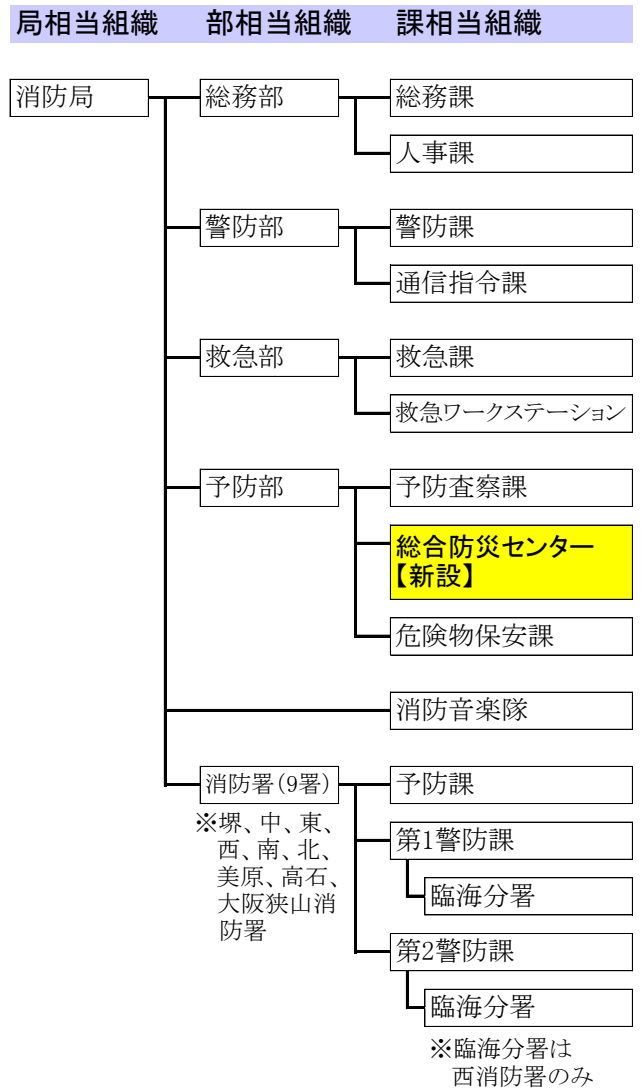 局相当組織 部相当組織 課相当組織
消防局 総務部 総務課
人事課
警防部 警防課
通信指令課
救急部 救急課
救急ワークステーション
予防部 予防査察課
総合防災センター
【新設】
危険物保安課
消防音楽隊
消防署(9署) 予防課
※堺、中、東、
西、南、北、
美原、高石、
大阪狭山消
防署
第1警防課
臨海分署
第2警防課
臨海分署
※臨海分署は
西消防署のみ